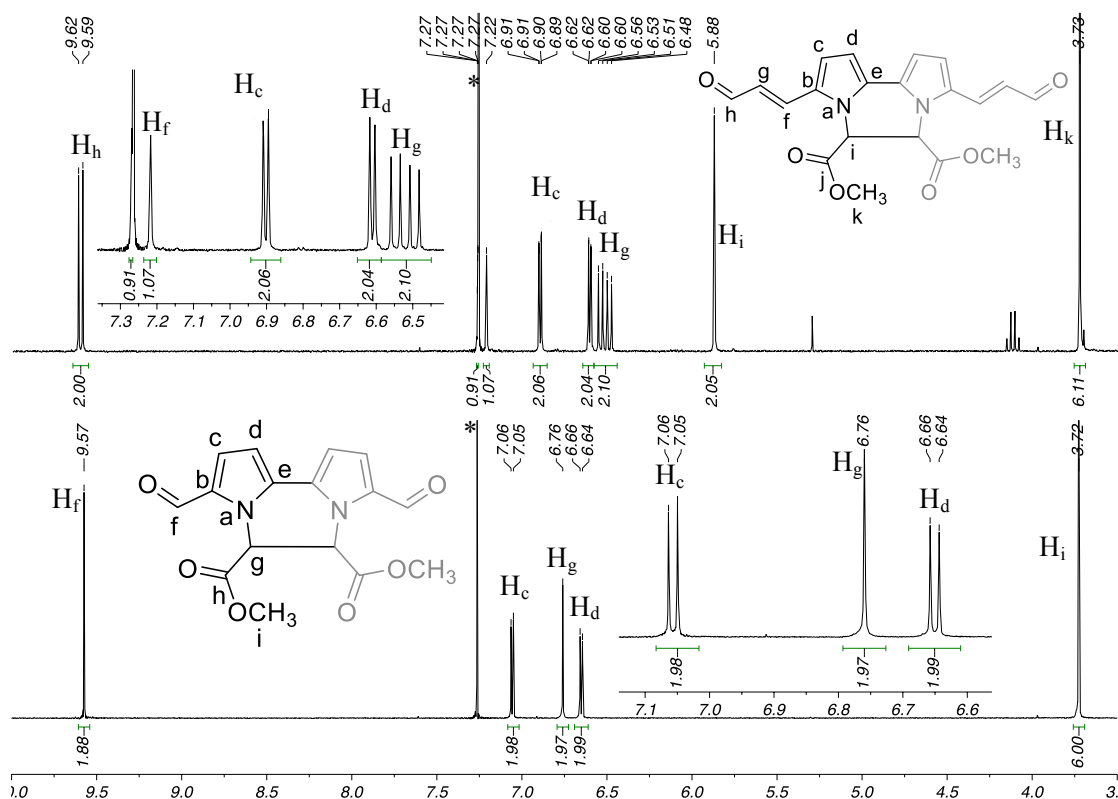 9.62
9.59
7.27
7.27
7.27
7.27
7.22
6.91
6.91
6.90
6.89
6.62
6.62
6.60
6.60
6.56
6.53
6.51
6.48
5.88
3.73
*
Hh
Hf
Hc
Hd
Hg
0.91
1.07
2.06
2.04
2.10
7.3 7.2 7.1 7.0 6.9 6.8 6.7 6.6 6.5
Hc
Hd
Hg
Hi
Hk
c d
O g b e O
h f a N N
i
O O OCH3
j OCH3
k
2.00
0.91
1.07
2.06
2.04
2.10
2.05
6.11
9.57
7.06
7.05
6.76
6.66
6.64
3.72
*
Hf
c d
O b e O
f a N N
g
O OCH3
h O O
OCH3
i
Hc
Hg
Hd
7.06
7.05
6.76
6.66
6.64
Hc
Hg
Hd
1.98
1.97
1.99
7.1 7.0 6.9 6.8 6.7 6.6
Hi
1.88
1.98
1.97
1.99
6.00
9.5 9.0 8.5 8.0 7.5 7.0 6.5 6.0 5.5 5.0 4.5 4.0